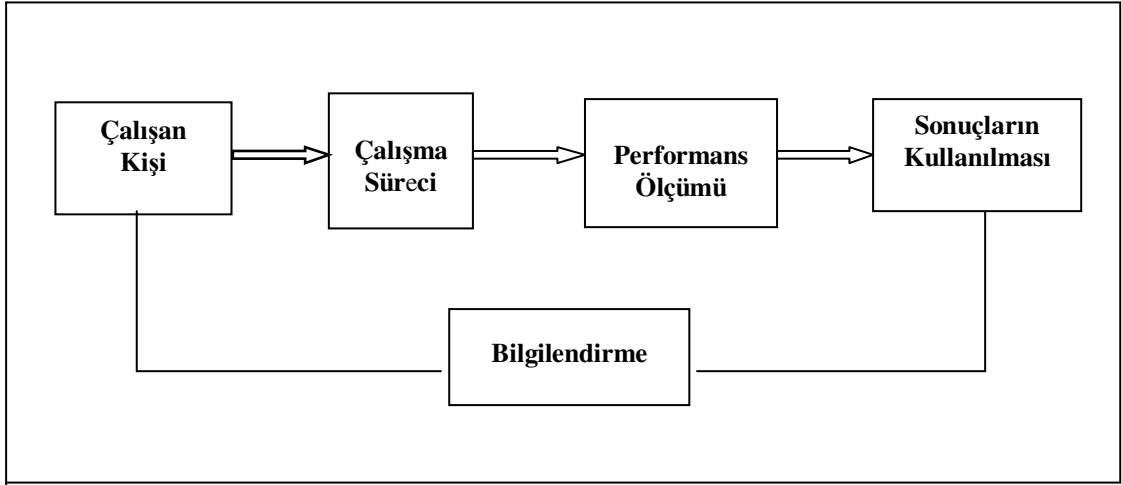 Çalışan
Kişi
Çalışma
Süreci
Performans
Ölçümü
Sonuçların
Kullanılması
Bilgilendirme